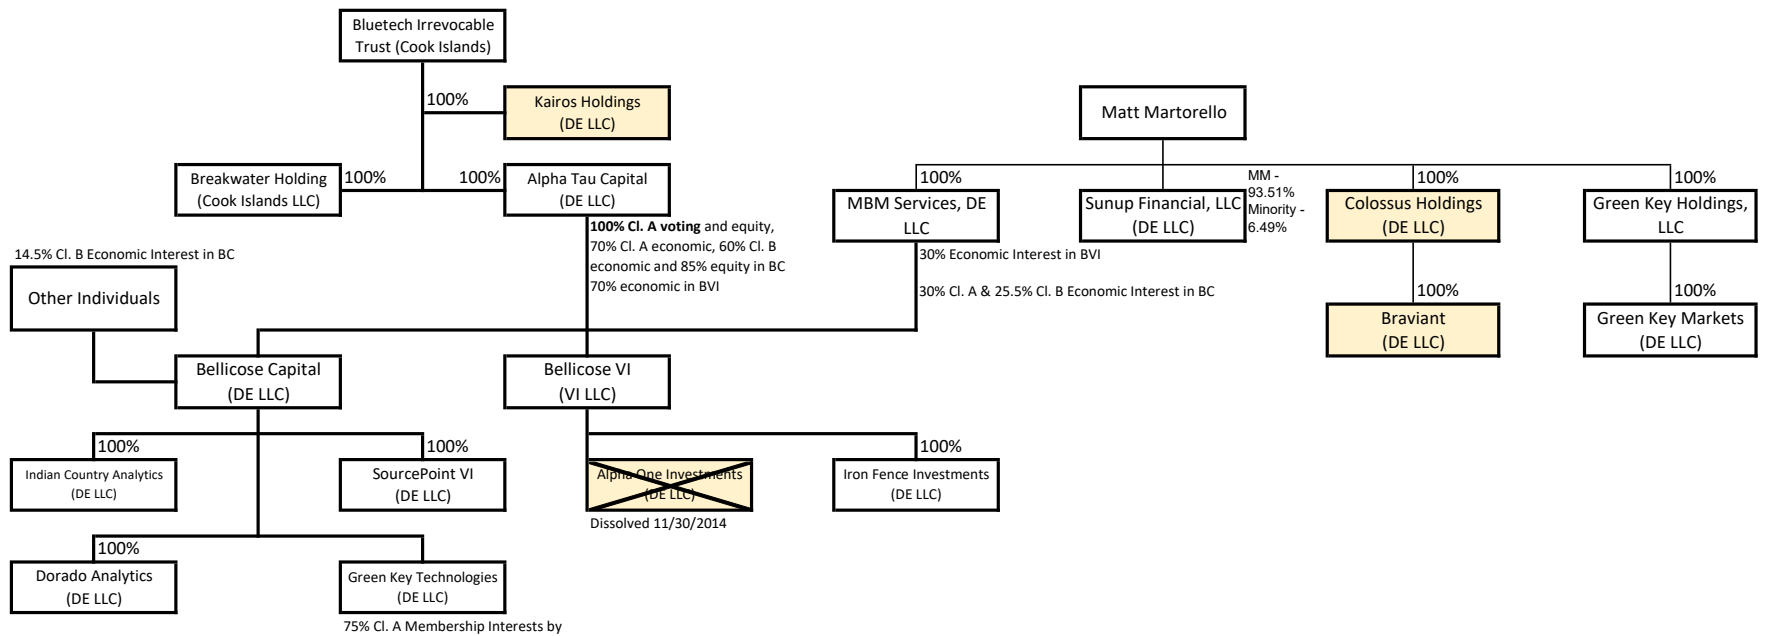 Bluetech Irrevocable
Trust (Cook Islands)
100%
Kairos Holdings
(DE LLC)
Matt Martorello
Breakwater Holding
(Cook Islands LLC)
100%
100%
Alpha Tau Capital
(DE LLC)
100%
MBM Services, DE
LLC
Sunup Financial, LLC
(DE LLC)
MM -
93.51%
Minority -
6.49%
100%
Colossus Holdings
(DE LLC)
100%
Green Key Holdings,
LLC
100% Cl. A voting and equity,
70% Cl. A economic, 60% Cl. B
economic and 85% equity in BC
70% economic in BVI
14.5% Cl. B Economic Interest in BC
Other Individuals
30% Economic Interest in BVI
30% Cl. A & 25.5% Cl. B Economic Interest in BC
100%
Braviant
(DE LLC)
100%
Green Key Markets
(DE LLC)
Bellicose Capital
(DE LLC)
Bellicose VI
(VI LLC)
100%
Indian Country Analytics
(DE LLC)
100%
SourcePoint VI
(DE LLC)
Alpha One Investments
(DE LLC)
Dissolved 11/30/2014
100%
Iron Fence Investments
(DE LLC)
100%
Dorado Analytics
(DE LLC)
Green Key Technologies
(DE LLC)
75% Cl. A Membership Interests by